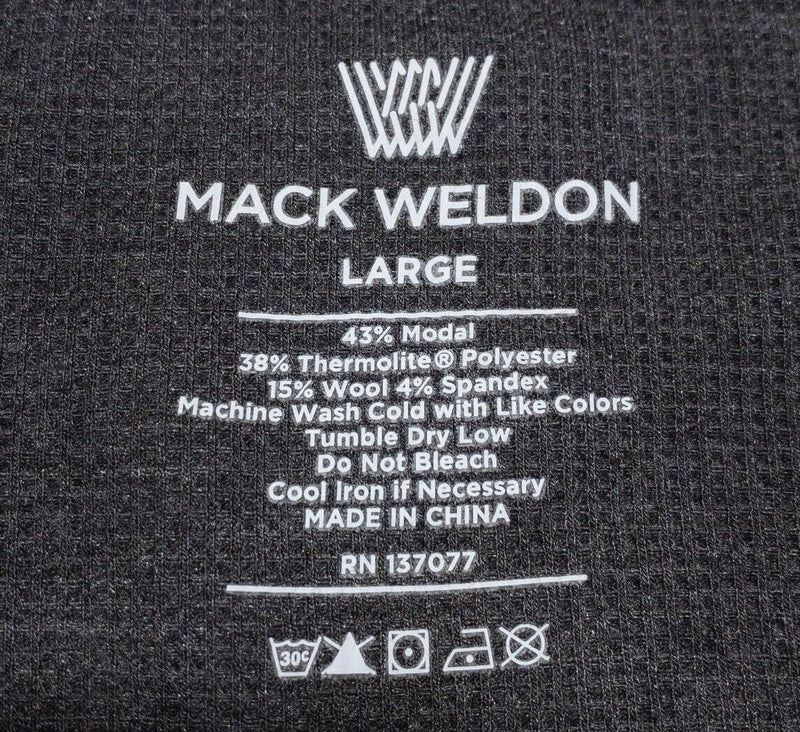 MACK WELDON
LARGE
43% Modal
38% Thermolite® Polyester
15% Wool 4% Spandex
Machine Wash Cold with Like Colors
Tumble Dry Low
Do Not Bleach
Cool Iron if Necessary
MADE IN CHINA
RN 137077
30c